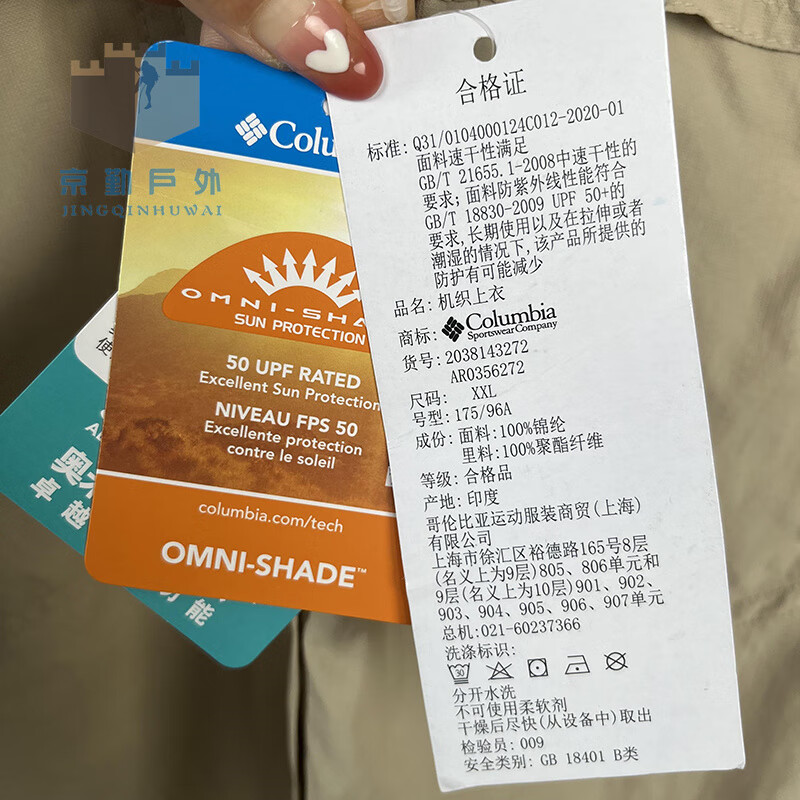 京勤戶外
JINGQINHUWAI
Colu
OMNI-SHA
SUN PROTECTION
50 UPF RATED
Excellent Sun Protection
NIVEAU FPS 50
Excellente protection
contre le soleil
columbia.com/tech
OMNI-SHADE™
使
卓越
能
合格证
标准: Q31/0104000124C012-2020-01
面料速干性满足
GB/T 21655.1-2008中速干性的
要求; 面料防紫外线性能符合
GB/T 18830-2009 UPF 50+的
要求,长期使用以及在拉伸或者
潮湿的情况下,该产品所提供的
防护有可能减少
品名: 机织上衣
商标: Columbia
Sportswear Company
货号: 2038143272
AR0356272
尺码: XXL
号型: 175/96A
成份: 面料: 100%锦纶
里料: 100%聚酯纤维
等级: 合格品
产地: 印度
哥伦比亚运动服装商贸(上海)
有限公司
上海市徐汇区裕德路165号8层
(名义上为9层)805、806单元和
9层(名义上为10层)901、902、
903、904、905、906、907单元
总机: 021-60237366
洗涤标识:
30
分开水洗
不可使用柔软剂
干燥后尽快(从设备中)取出
检验员: 009
安全类别: GB 18401 B类